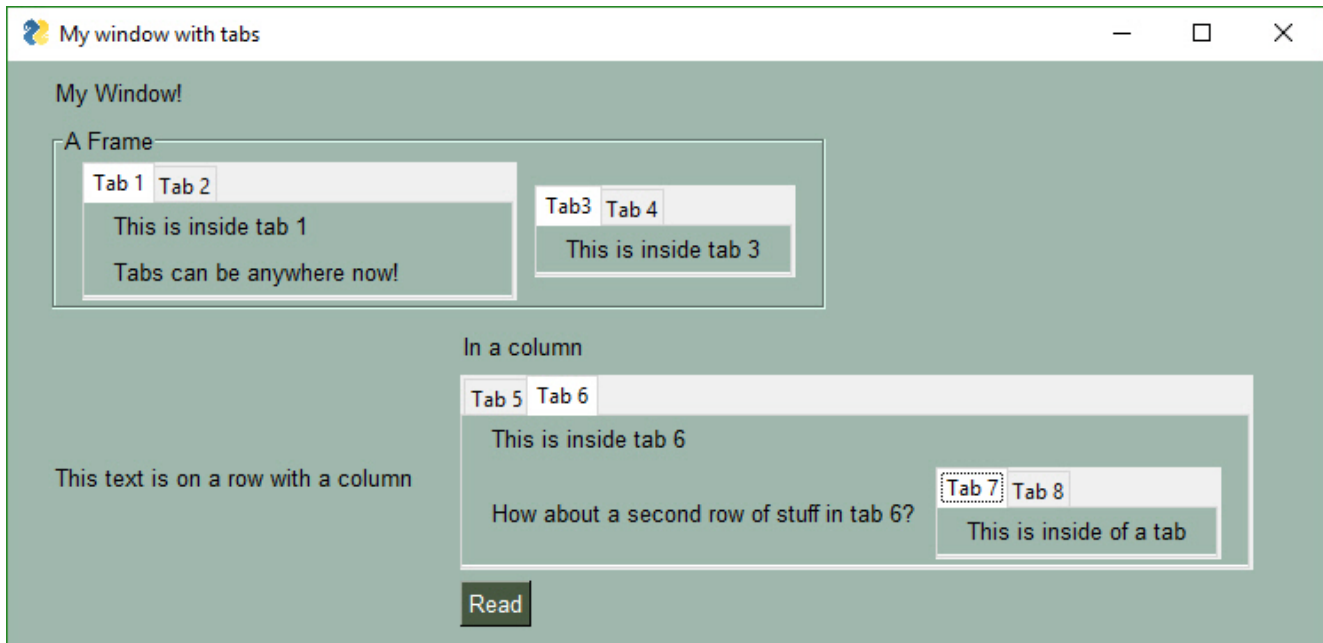 My window with tabs
My Window!
A Frame
Tab 1 Tab 2
This is inside tab 1
Tabs can be anywhere now!
Tab3 Tab 4
This is inside tab 3
In a column
Tab 5 Tab 6
This is inside tab 6
This text is on a row with a column
How about a second row of stuff in tab 6?
Tab 7 Tab 8
This is inside of a tab
Read